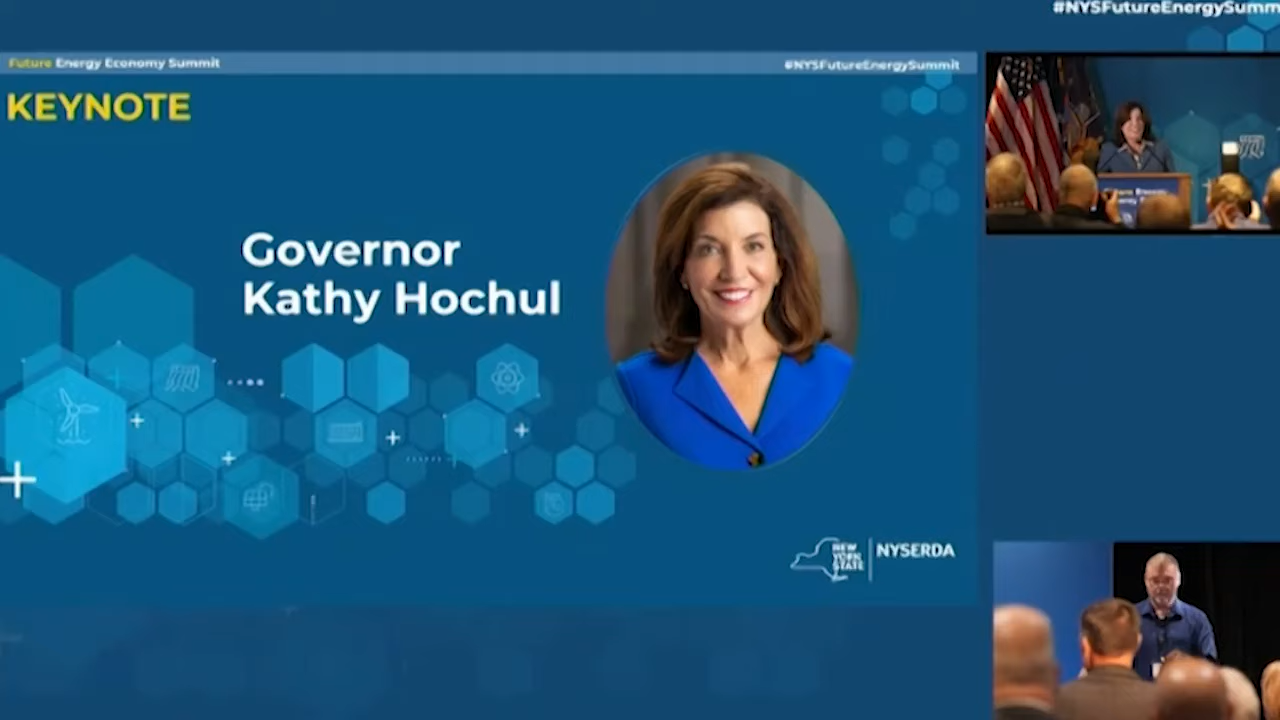 #NYSFutureEnergySumm
Future Energy Economy Summit
#NYSFutureEnergySummit
KEYNOTE
Governor
Kathy Hochul
NEW
YORK
STATE
NYSERDA